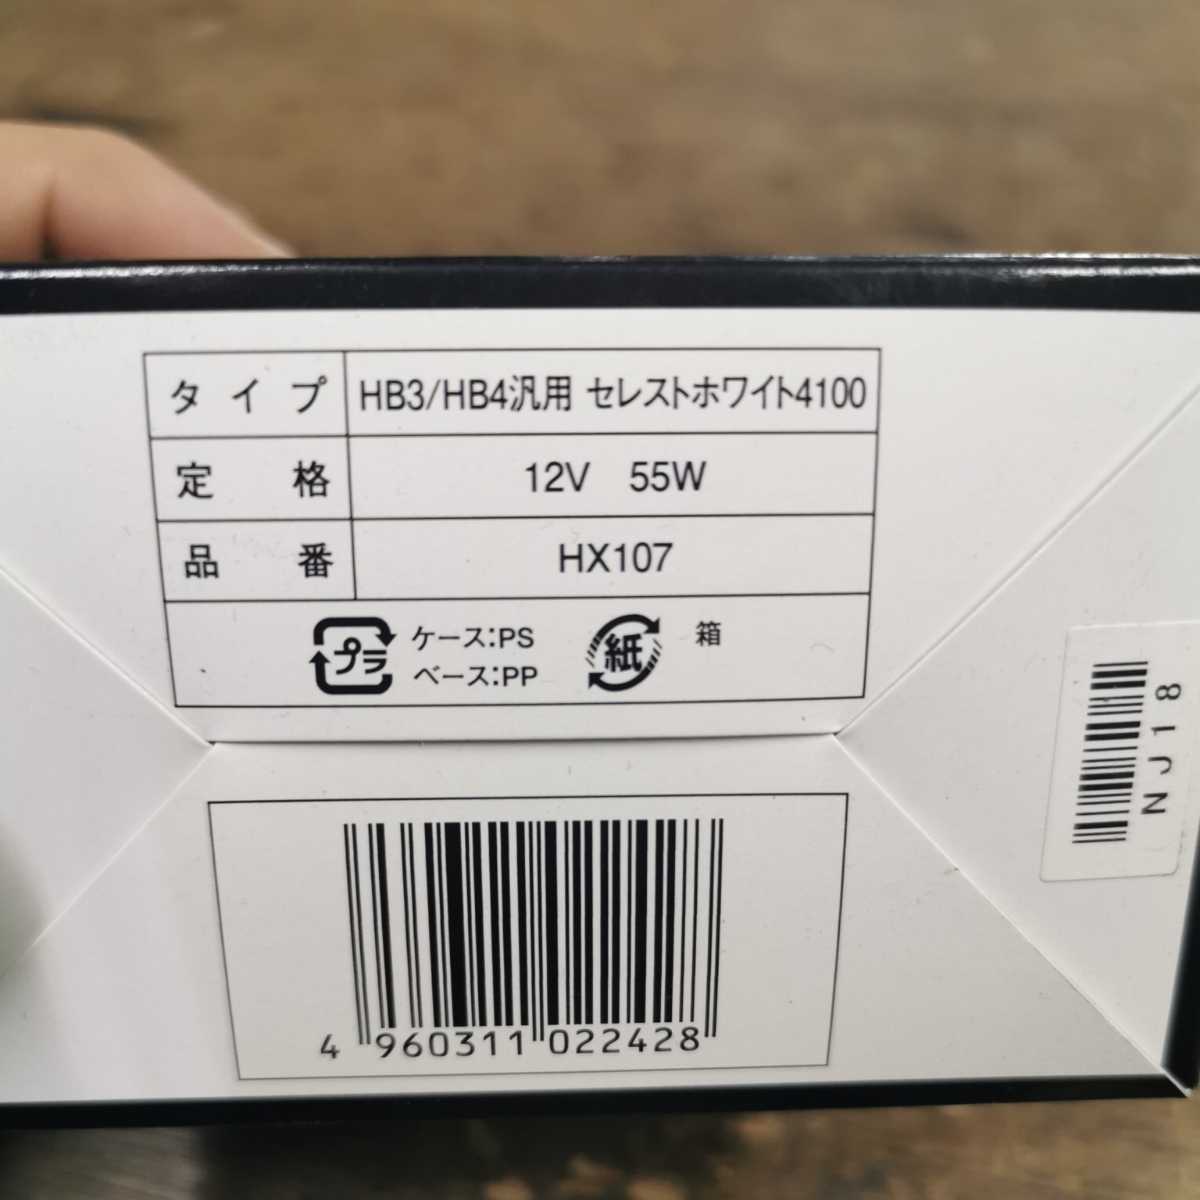 タイプ HB3/HB4汎用 セレストホワイト4100
定格 12V 55W
品番 HX107
プラ ケース:PS
ベース:PP
紙 箱
NJ18
4 960311 022428